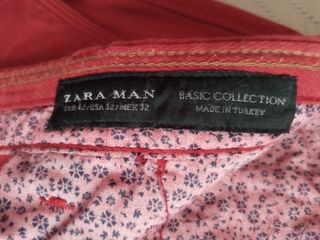 ZARA MAN
EUR 42/USA 32/MEX 32
BASIC COLLECTION
MADE IN TURKEY